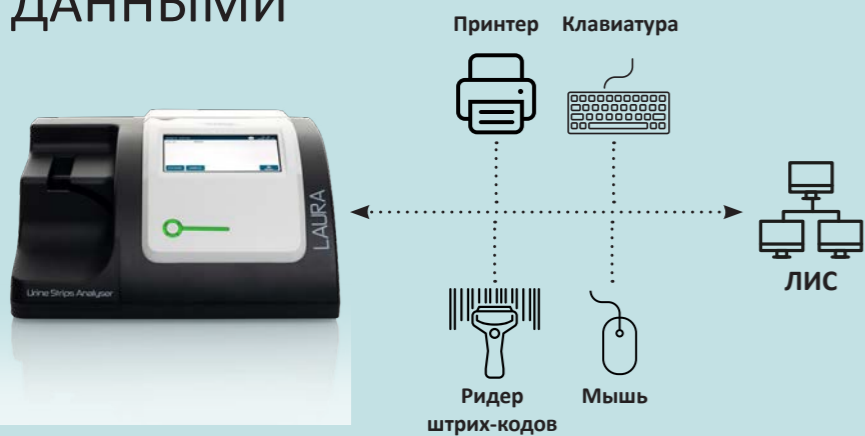 ДАННЫМИ
Принтер
Клавиатура
LAURA
Urine Strips Analyser
ЛИС
Ридер
штрих-кодов
Мышь